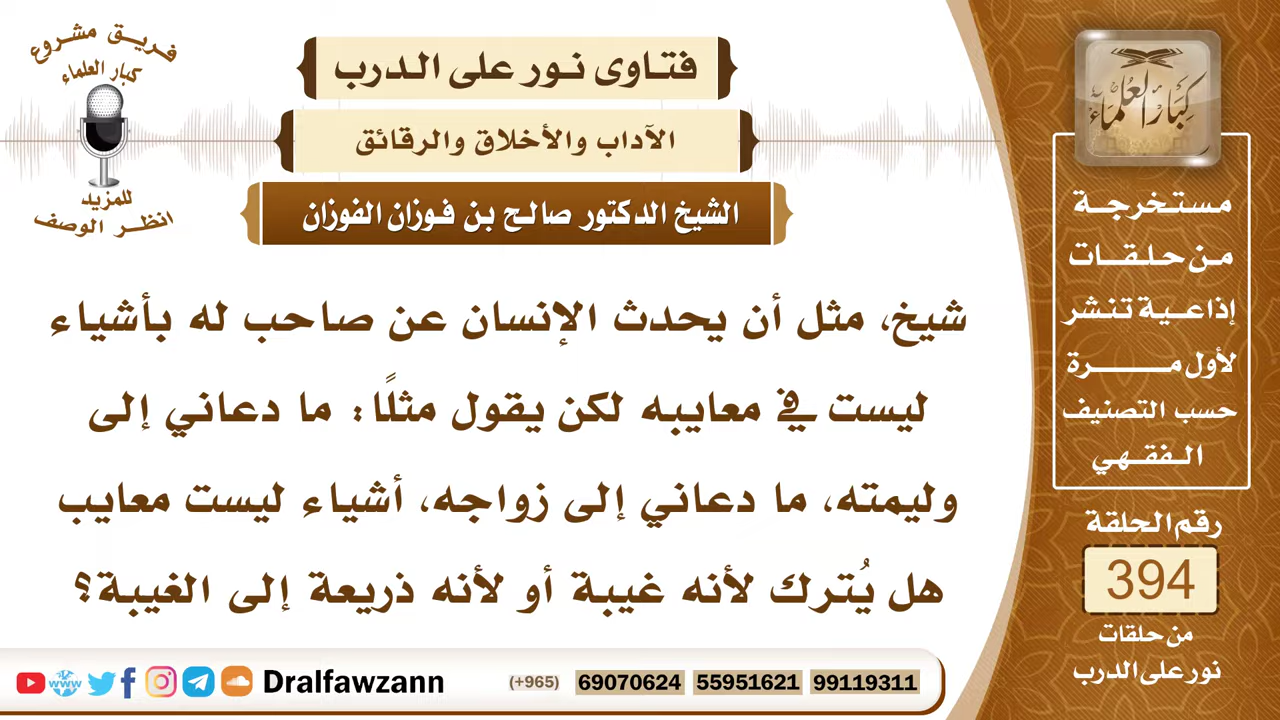 فريق مشروع
كبار العلماء
للمزيد
انظر الوصف
فتاوى نور على الدرب
الآداب والأخلاق والرقائق
الشيخ الدكتور صالح بن فوزان الفوزان
شيخ، مثل أن يحدث الإنسان عن صاحب له بأشياء
ليست في معايبه لكن يقول مثلًا: ما دعاني إلى
وليمته، ما دعاني إلى زواجه، أشياء ليست معايب
هل يُترك لأنه غيبة أو لأنه ذريعة إلى الغيبة؟
كبار العلماء
مستخرجة
من حلقات
إذاعية تنشر
لأول مرة
حسب التصنيف
الفقهي
رقم الحلقة
394
من حلقات
نور على الدرب
www
Dralfawzann
(+965) 69070624 55951621 99119311